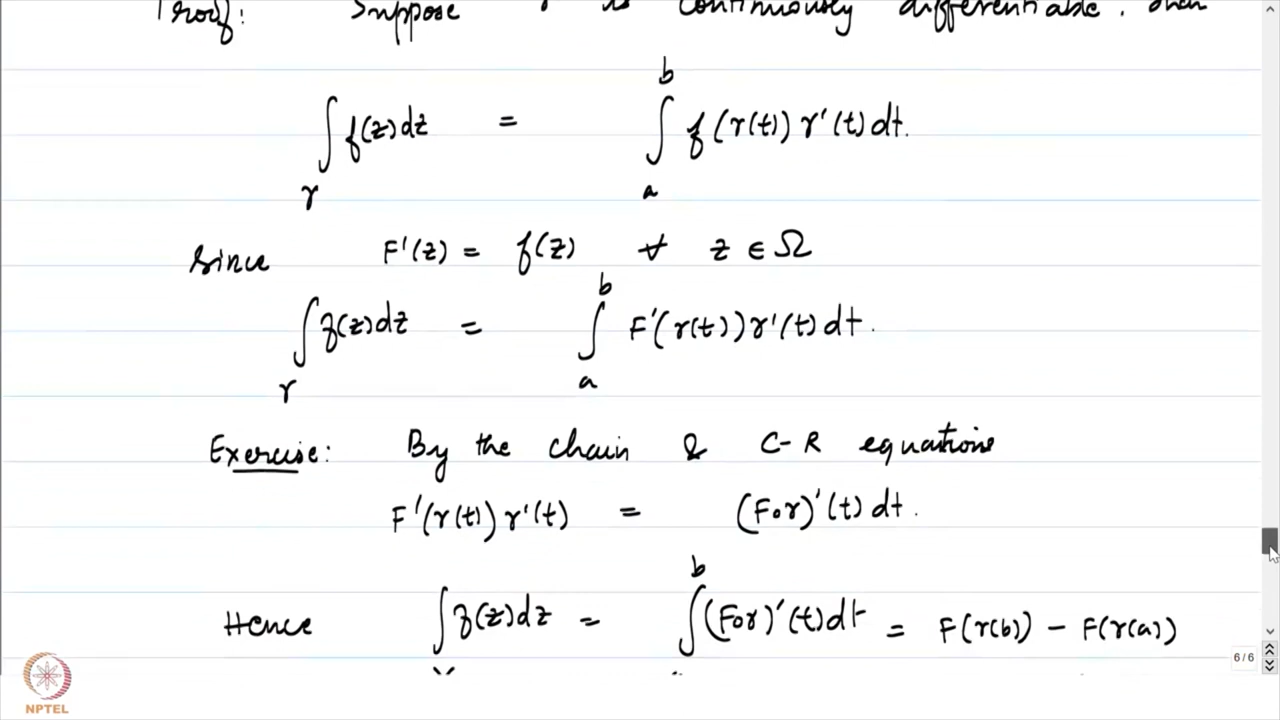 Proof: Suppose γ is continuously differentiable. Then
∫_γ f(z)dz = ∫_a^b f(γ(t))γ'(t)dt.
Since F'(z) = f(z) ∀ z ∈ Ω
∫_γ f(z)dz = ∫_a^b F'(γ(t))γ'(t)dt.
Exercise: By the chain & C-R equations
F'(γ(t))γ'(t) = (F∘γ)'(t)dt.
Hence ∫_γ f(z)dz = ∫_a^b (F∘γ)'(t)dt = F(γ(b)) - F(γ(a))
6/6
NPTEL